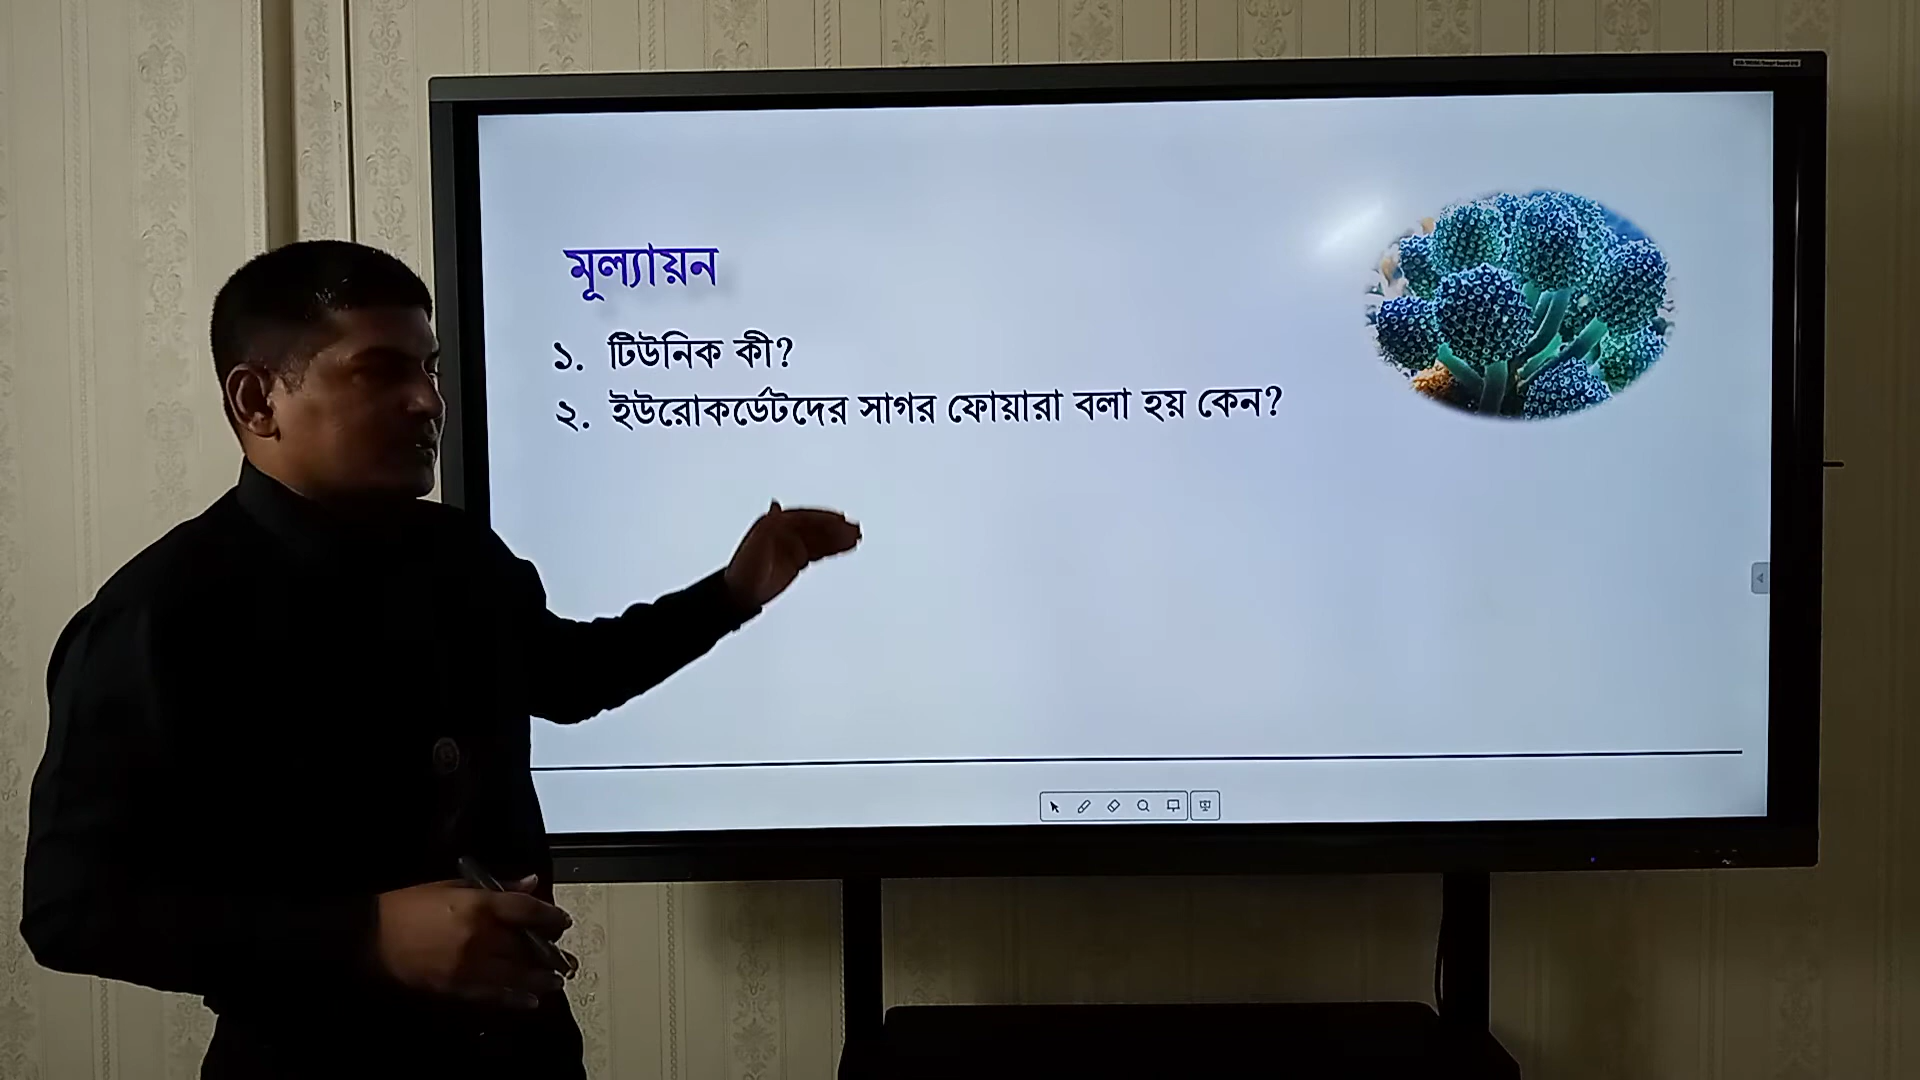 মূল্যায়ন
১. টিউনিক কী?
২. ইউরোকর্ডেটদের সাগর ফোয়ারা বলা হয় কেন?